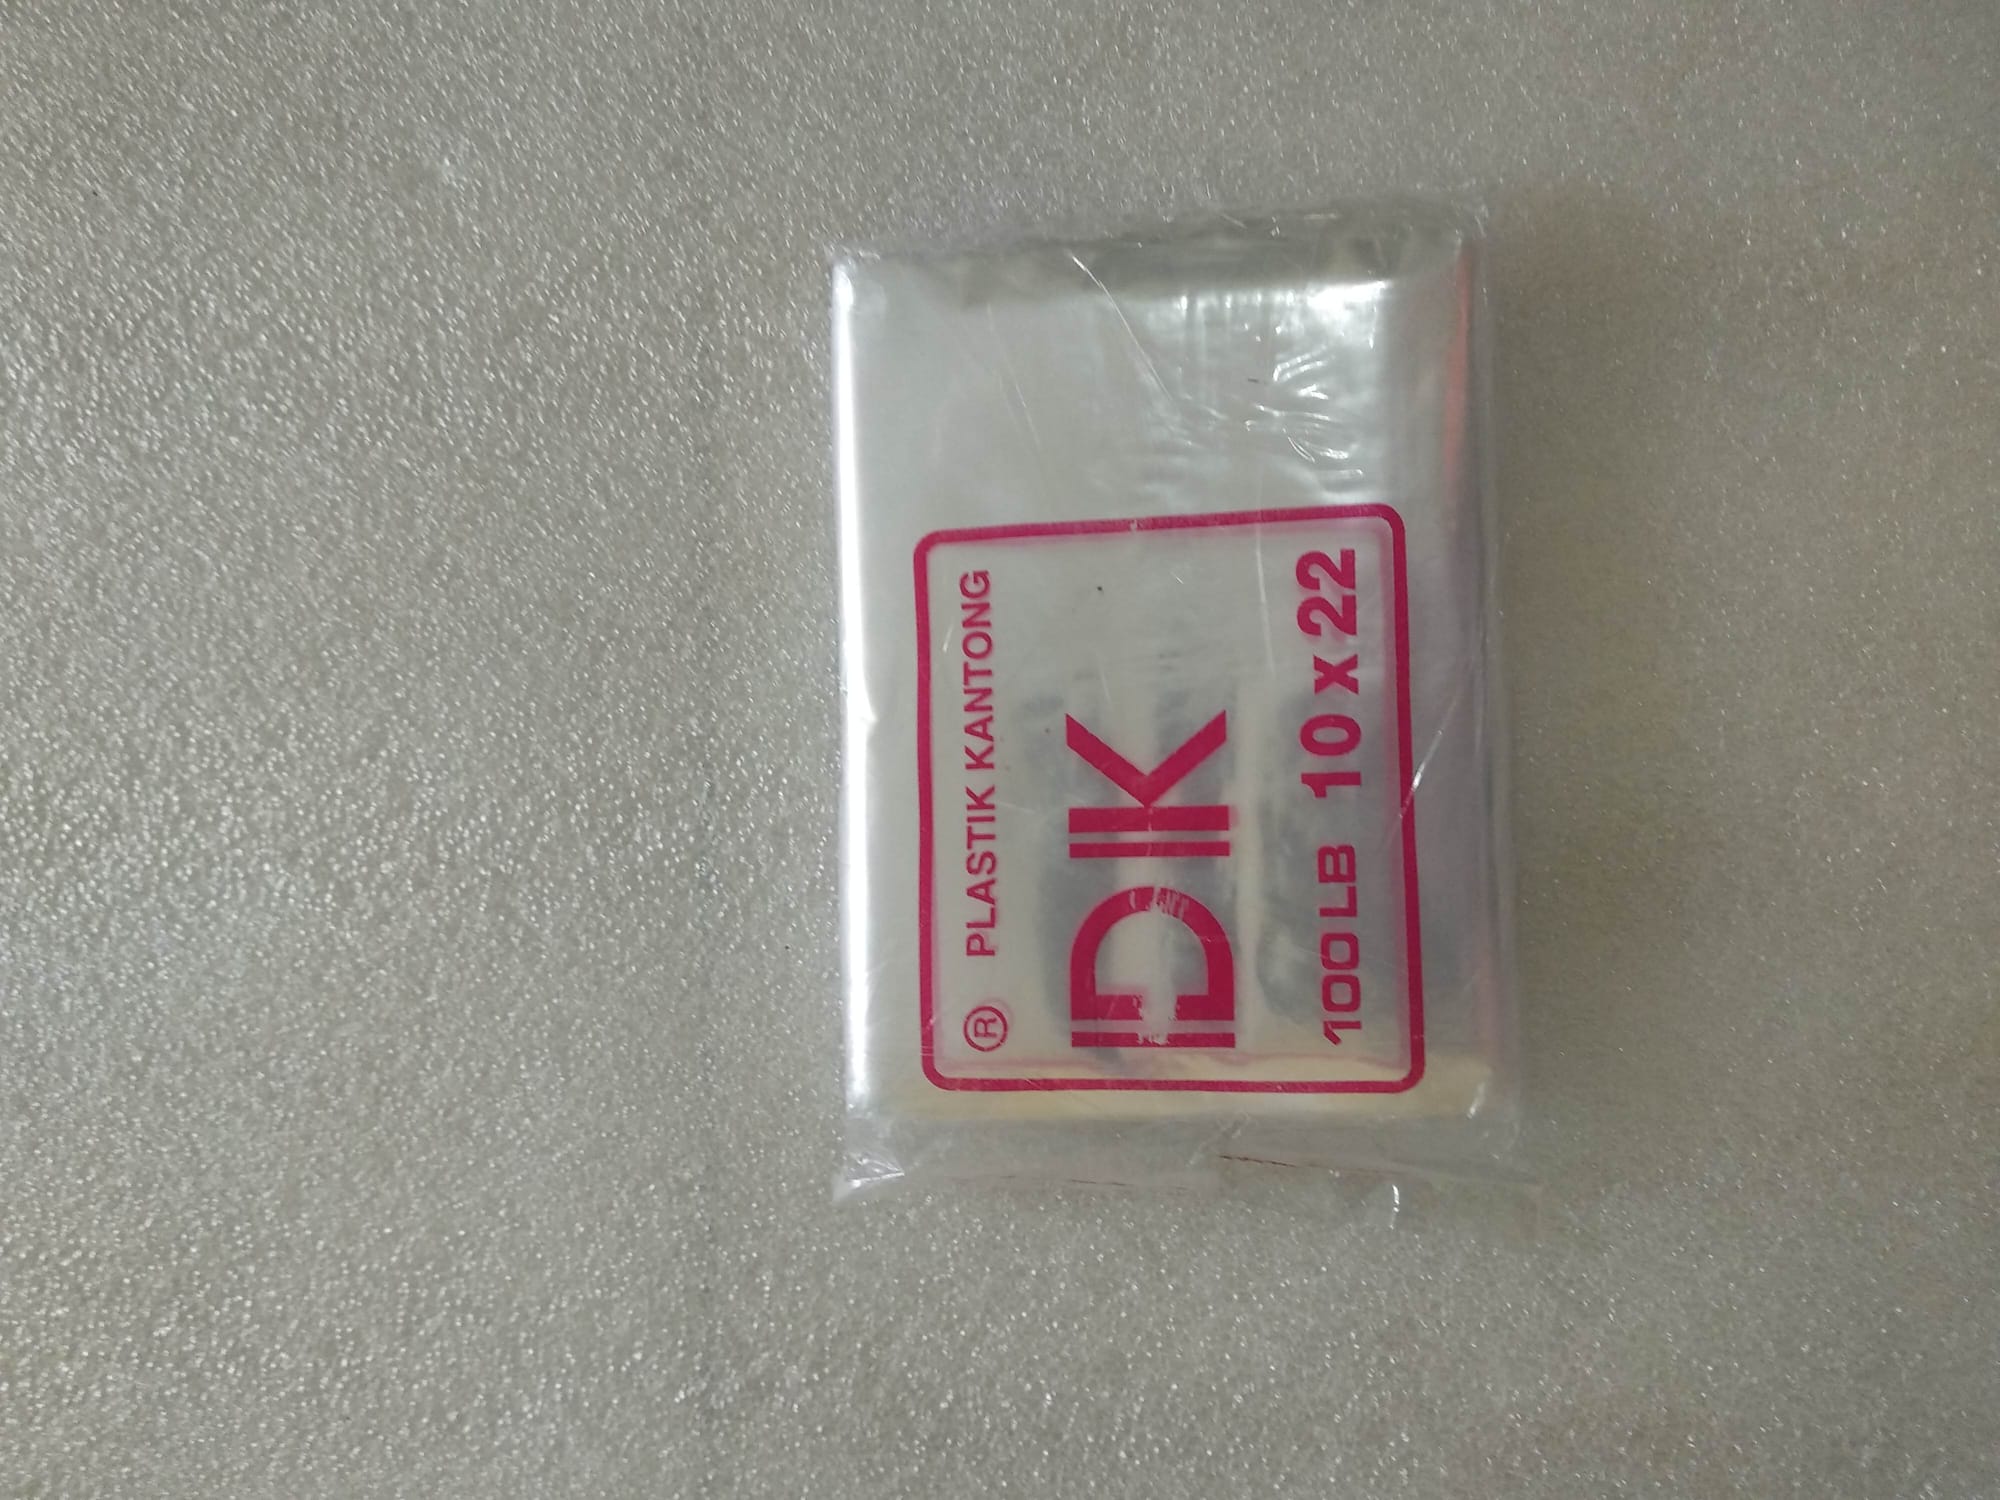 ® PLASTIK KANTONG
DK
100 LB 10 x 22